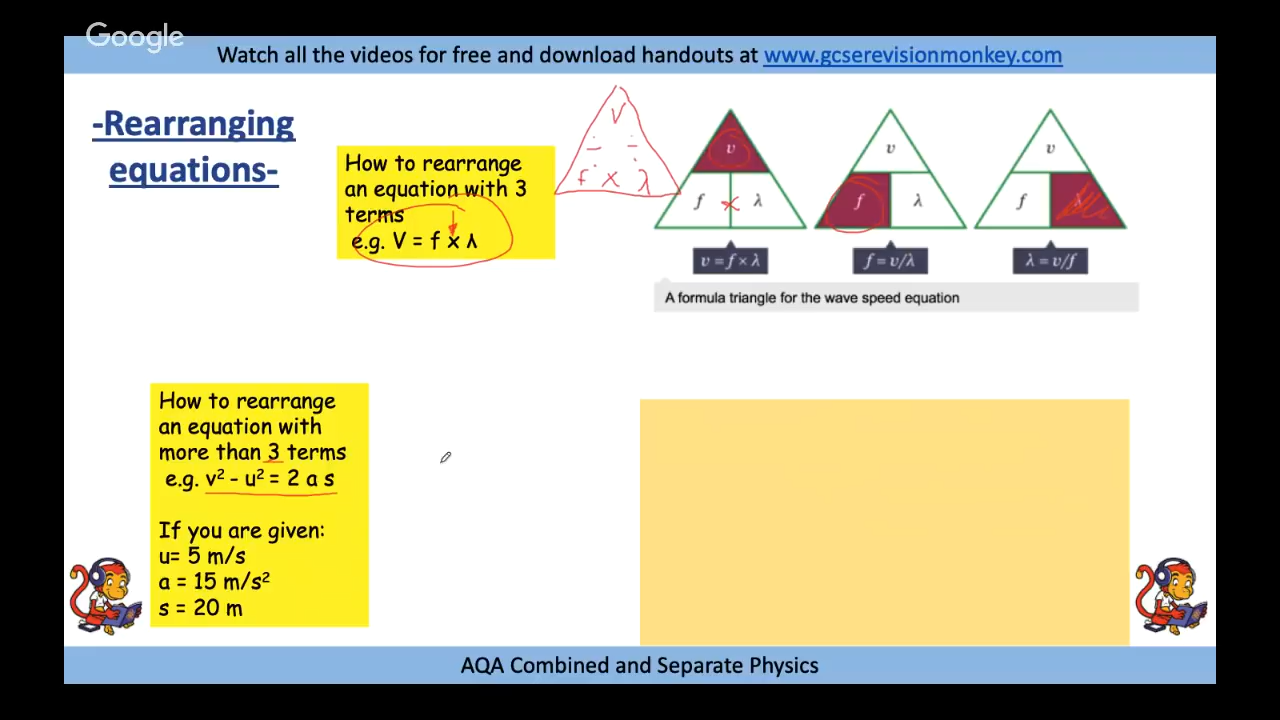 Google
Watch all the videos for free and download handouts at www.gcserevisionmonkey.com
-Rearranging
equations-
How to rearrange
an equation with 3
terms
e.g. V = f x λ
V
÷ ÷
f x λ
v
f x λ
v = f × λ
v
f λ
f = v/λ
v
f λ
λ = v/f
A formula triangle for the wave speed equation
How to rearrange
an equation with
more than 3 terms
e.g. v² - u² = 2 a s
If you are given:
u= 5 m/s
a = 15 m/s²
s = 20 m
AQA Combined and Separate Physics